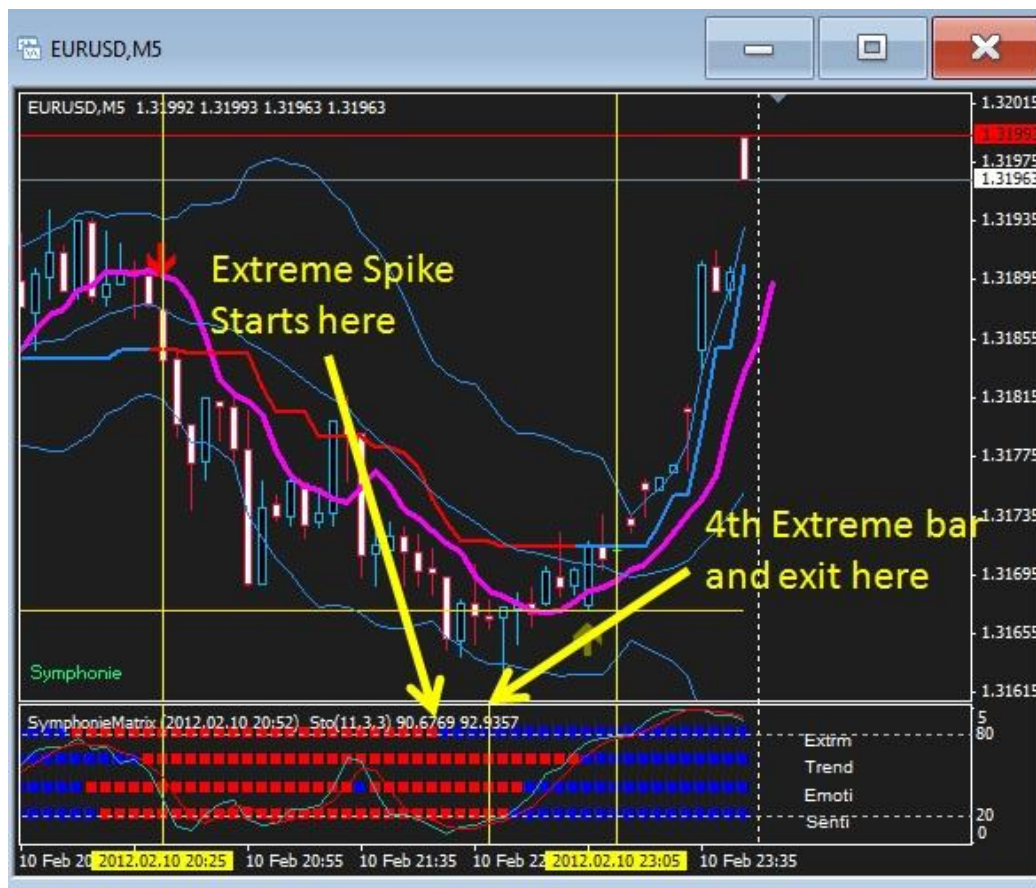 EURUSD,M5
EURUSD,M5 1.31992 1.31993 1.31963 1.31963
1.32015
1.31975
1.31963
1.31935
1.31895
1.31855
1.31815
1.31775
1.31735
1.31695
1.31655
1.31615
Extreme Spike
Starts here
4th Extreme bar
and exit here
Symphonie
SymphonieMatrix (2012.02.10 20:52) Sto(11,3,3) 90.6769 92.9357
5
80
20
0
Extrm
Trend
Emoti
Senti
10 Feb 20 2012.02.10 20:25 10 Feb 20:55 10 Feb 21:35 10 Feb 22 2012.02.10 23:05 10 Feb 23:35